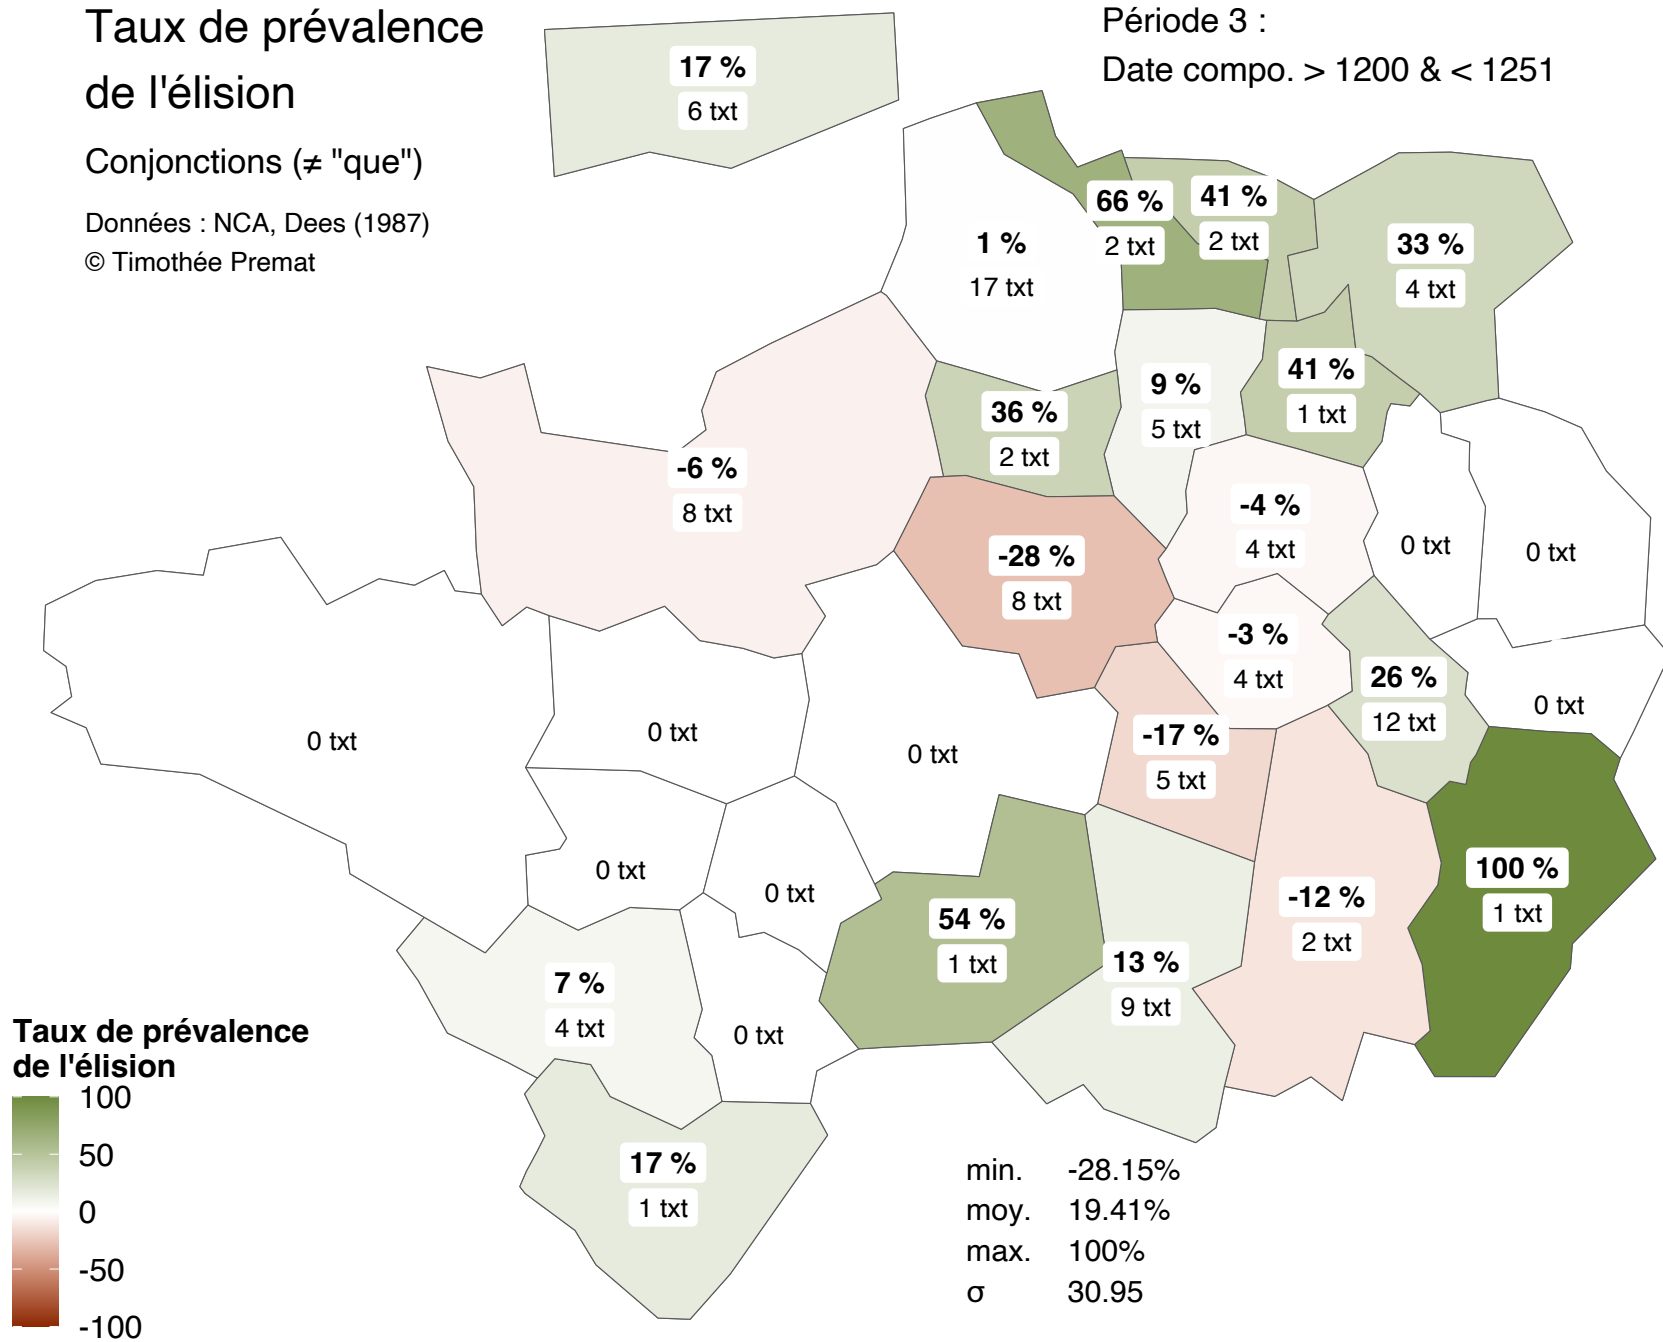 Taux de prévalence
de l'élision
Conjonctions (≠ "que")
Données : NCA, Dees (1987)
© Timothée Premat
Période 3 :
Date compo. > 1200 & < 1251
17 %
6 txt
66 %
2 txt
41 %
2 txt
33 %
4 txt
1 %
17 txt
41 %
1 txt
9 %
5 txt
36 %
2 txt
-6 %
8 txt
-4 %
4 txt
0 txt
0 txt
-28 %
8 txt
-3 %
4 txt
26 %
12 txt
0 txt
0 txt
0 txt
0 txt
-17 %
5 txt
0 txt
0 txt
54 %
1 txt
100 %
1 txt
-12 %
2 txt
13 %
9 txt
7 %
4 txt
0 txt
17 %
1 txt
Taux de prévalence
de l'élision
100
50
0
-50
-100
min. -28.15%
moy. 19.41%
max. 100%
σ 30.95